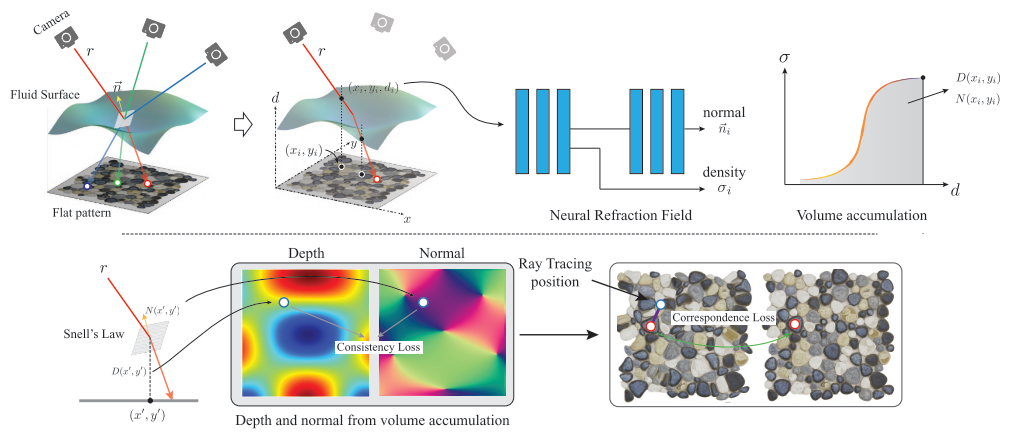 Camera
r
$\vec{n}$
Fluid Surface
Flat pattern
r
d
$(x_i, y_i, d_i)$
y
$(x_i, y_i)$
x
normal
$\vec{n}_i$
density
$\sigma_i$
Neural Refraction Field
σ
$D(x_i, y_i)$
$N(x_i, y_i)$
d
Volume accumulation
r
$N(x', y')$
Snell's Law
$D(x', y')$
$(x', y')$
Depth
Normal
Consistency Loss
Depth and normal from volume accumulation
Ray Tracing
position
Correspondence Loss